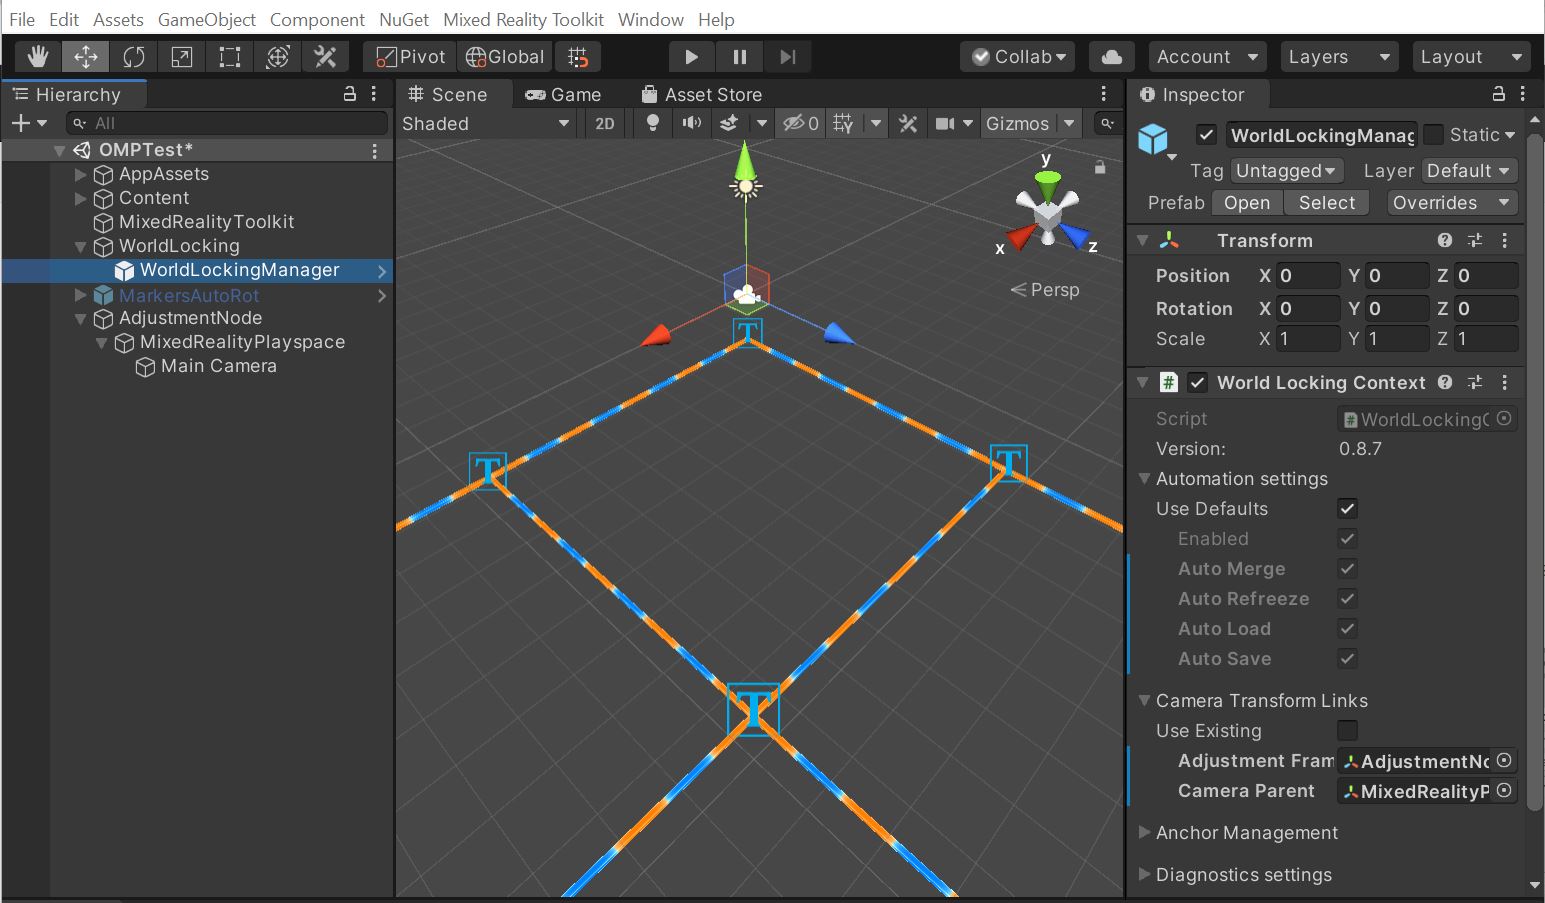 File Edit Assets GameObject Component NuGet Mixed Reality Toolkit Window Help
Pivot Global Collab Account Layers Layout
Hierarchy
All
OMPTest*
AppAssets
Content
MixedRealityToolkit
WorldLocking
WorldLockingManager
MarkersAutoRot
AdjustmentNode
MixedRealityPlayspace
Main Camera
Scene Game Asset Store
Shaded 2D 0 Gizmos
y
x z
Persp
T
T T
T
Inspector
WorldLockingManag Static
Tag Untagged Layer Default
Prefab Open Select Overrides
Transform
Position X 0 Y 0 Z 0
Rotation X 0 Y 0 Z 0
Scale X 1 Y 1 Z 1
# World Locking Context
Script # WorldLockingC
Version: 0.8.7
Automation settings
Use Defaults
Enabled
Auto Merge
Auto Refreeze
Auto Load
Auto Save
Camera Transform Links
Use Existing
Adjustment Fram AdjustmentNo
Camera Parent MixedRealityP
Anchor Management
Diagnostics settings